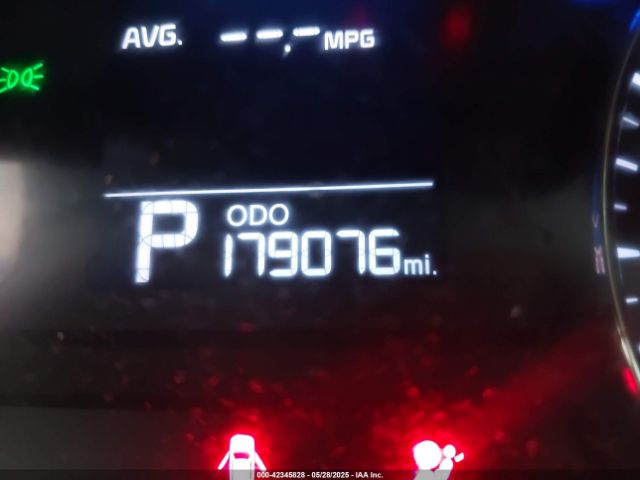 AVG. --.- MPG
ODO
P 179076 mi.
000-42345828 - 05/28/2025 - IAA Inc.